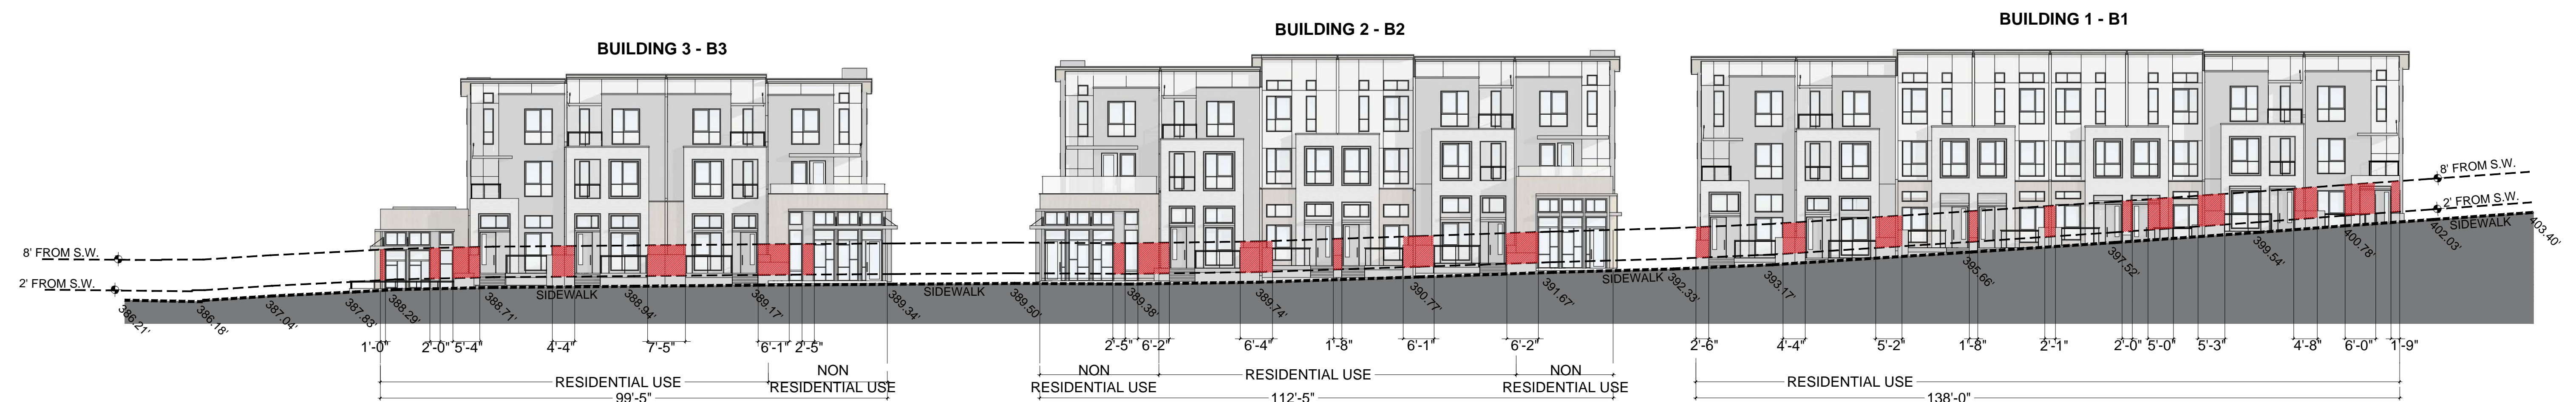 BUILDING 3 - B3
BUILDING 2 - B2
BUILDING 1 - B1
8' FROM S.W.
2' FROM S.W.
8' FROM S.W.
2' FROM S.W.
SIDEWALK
SIDEWALK
SIDEWALK
SIDEWALK
386.21'
386.18'
387.04'
387.83'
388.29'
388.71'
388.94'
389.17'
389.34'
389.50'
389.38'
389.74'
390.77'
391.67'
392.33'
393.17'
395.66'
397.52'
399.54'
400.78'
402.03'
403.40'
1'-0" 2'-0" 5'-4" 4'-4" 7'-5" 6'-1" 2'-5"
2'-5" 6'-2" 6'-4" 1'-8" 6'-1" 6'-2"
2'-6" 4'-4" 5'-2" 1'-8" 2'-1" 2'-0" 5'-0" 5'-3" 4'-8" 6'-0" 1'-9"
RESIDENTIAL USE
NON
RESIDENTIAL USE
99'-5"
NON
RESIDENTIAL USE
RESIDENTIAL USE
NON
RESIDENTIAL USE
112'-5"
RESIDENTIAL USE
138'-0"